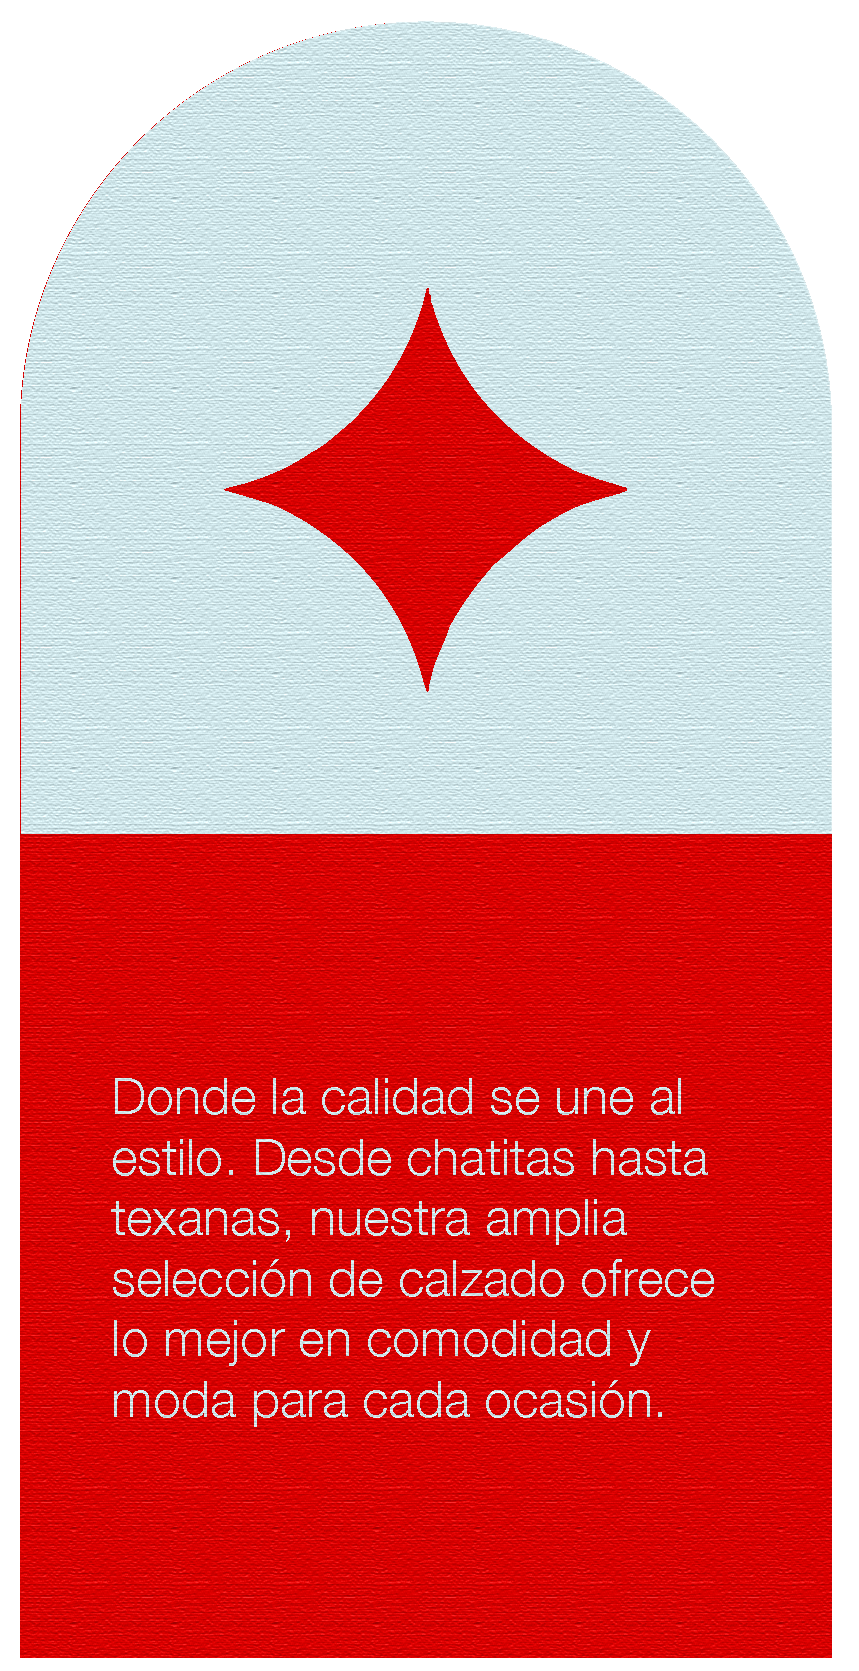 Donde la calidad se une al
estilo. Desde chatitas hasta
texanas, nuestra amplia
selección de calzado ofrece
lo mejor en comodidad y
moda para cada ocasión.